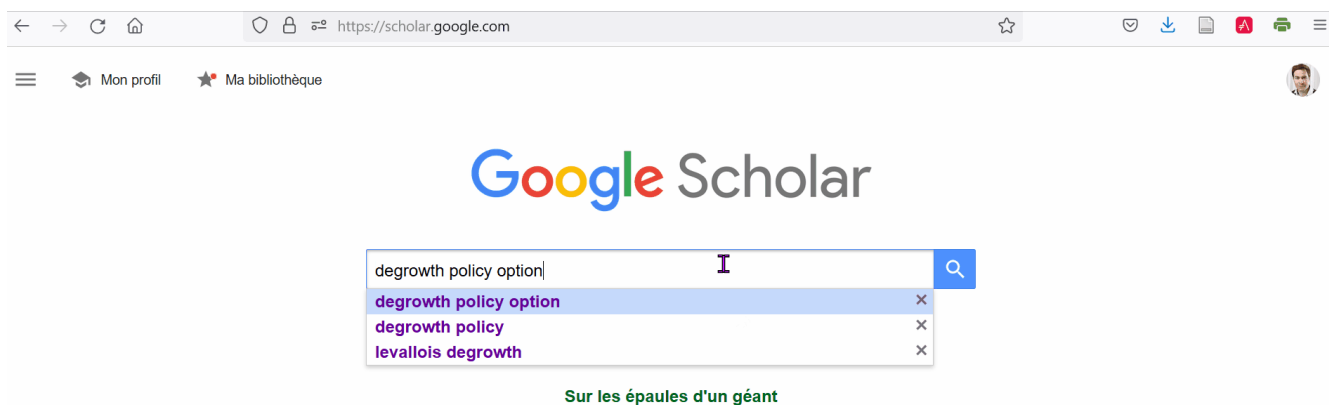 https://scholar.google.com
Mon profil
Ma bibliothèque
Google Scholar
degrowth policy option
degrowth policy option
degrowth policy
levallois degrowth
Sur les épaules d'un géant